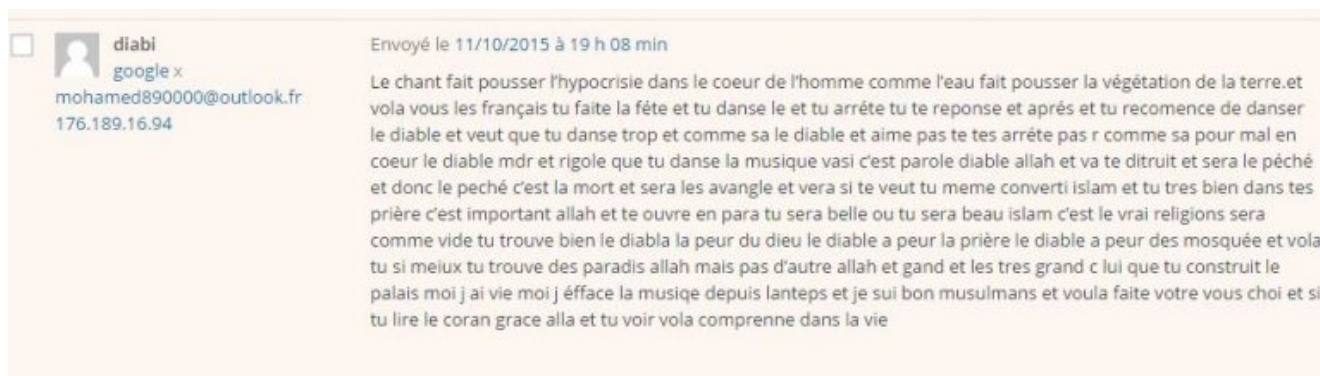 diabi
google x
mohamed890000@outlook.fr
176.189.16.94
Envoyé le 11/10/2015 à 19 h 08 min
Le chant fait pousser l’hypocrisie dans le coeur de l’homme comme l’eau fait pousser la végétation de la terre.et
vola vous les français tu faite la féte et tu danse le et tu arréte tu te reponse et aprés et tu recomence de danser
le diable et veut que tu danse trop et comme sa le diable et aime pas te tes arréte pas r comme sa pour mal en
coeur le diable mdr et rigole que tu danse la musique vasi c’est parole diable allah et va te ditruit et sera le péché
et donc le peché c’est la mort et sera les avangle et vera si te veut tu meme converti islam et tu tres bien dans tes
prière c’est important allah et te ouvre en para tu sera belle ou tu sera beau islam c’est le vrai religions sera
comme vide tu trouve bien le diabla la peur du dieu le diable a peur la prière le diable a peur des mosquée et vola
tu si meiux tu trouve des paradis allah mais pas d’autre allah et gand et les tres grand c lui que tu construit le
palais moi j ai vie moi j éfface la musiqe depuis lanteps et je sui bon musulmans et voula faite votre vous choi et si
tu lire le coran grace alla et tu voir vola comprenne dans la vie